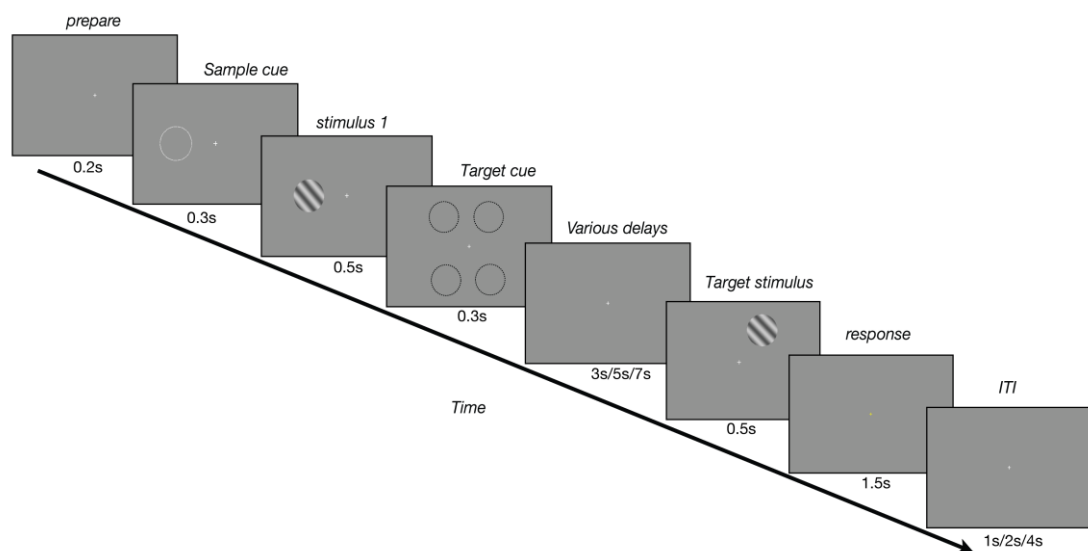 prepare
0.2s
Sample cue
0.3s
stimulus 1
0.5s
Target cue
0.3s
Various delays
3s/5s/7s
Target stimulus
0.5s
response
1.5s
ITI
1s/2s/4s
Time